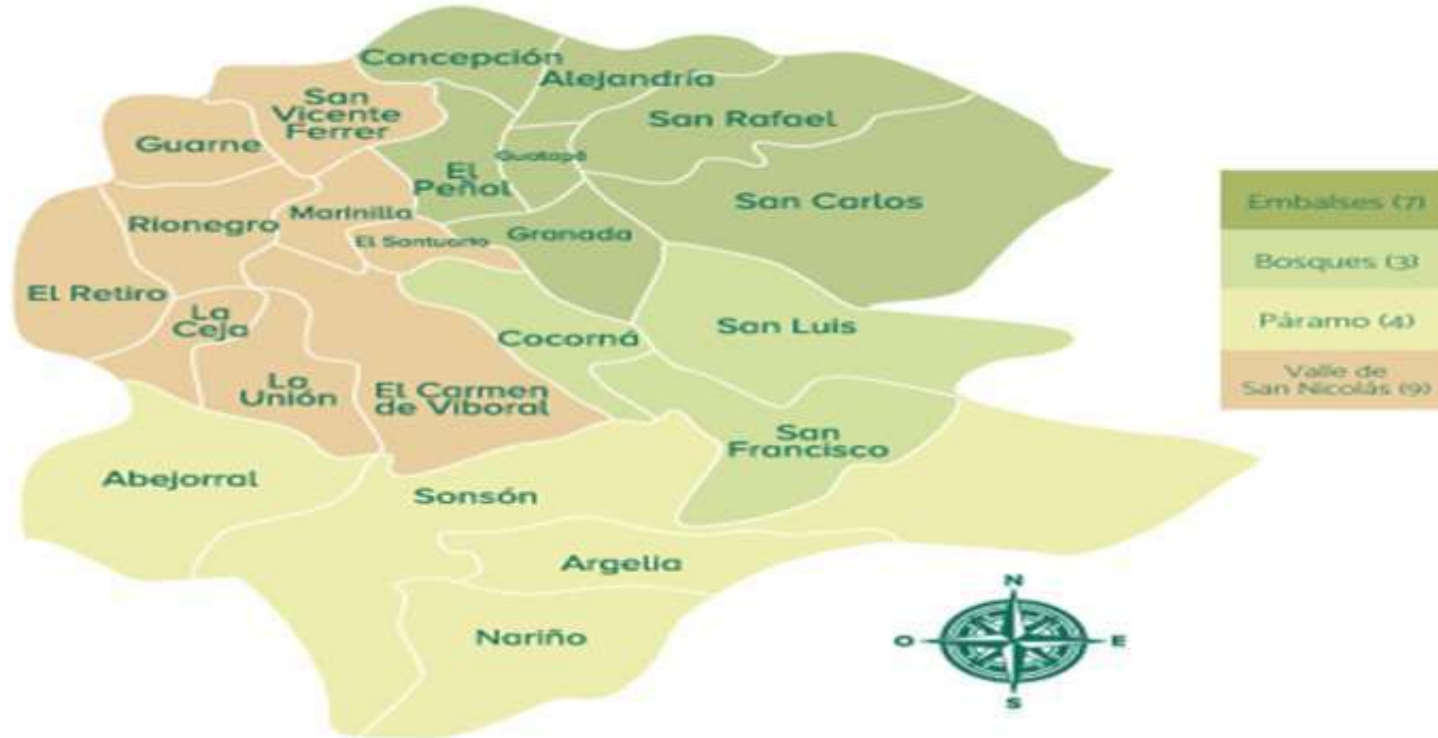 Concepción
Alejandría
San
Vicente
Ferrer
San Rafael
Guarne
Guatapé
El
Peñol
San Carlos
Marinilla
Rionegro
Granada
El Santuario
El Retiro
La
Ceja
San Luis
Cocorná
La
Unión
El Carmen
de Viboral
San
Francisco
Abejorral
Sonsón
Argelia
Nariño
Embalses (7)
Bosques (3)
Páramo (4)
Valle de
San Nicolás (9)
N
O
E
S